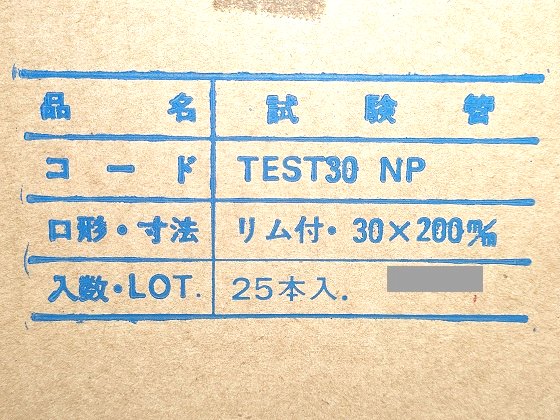 品名 試験管
コード TEST30 NP
口形・寸法 リム付・30×200㎜
入数・LOT. 25本入.